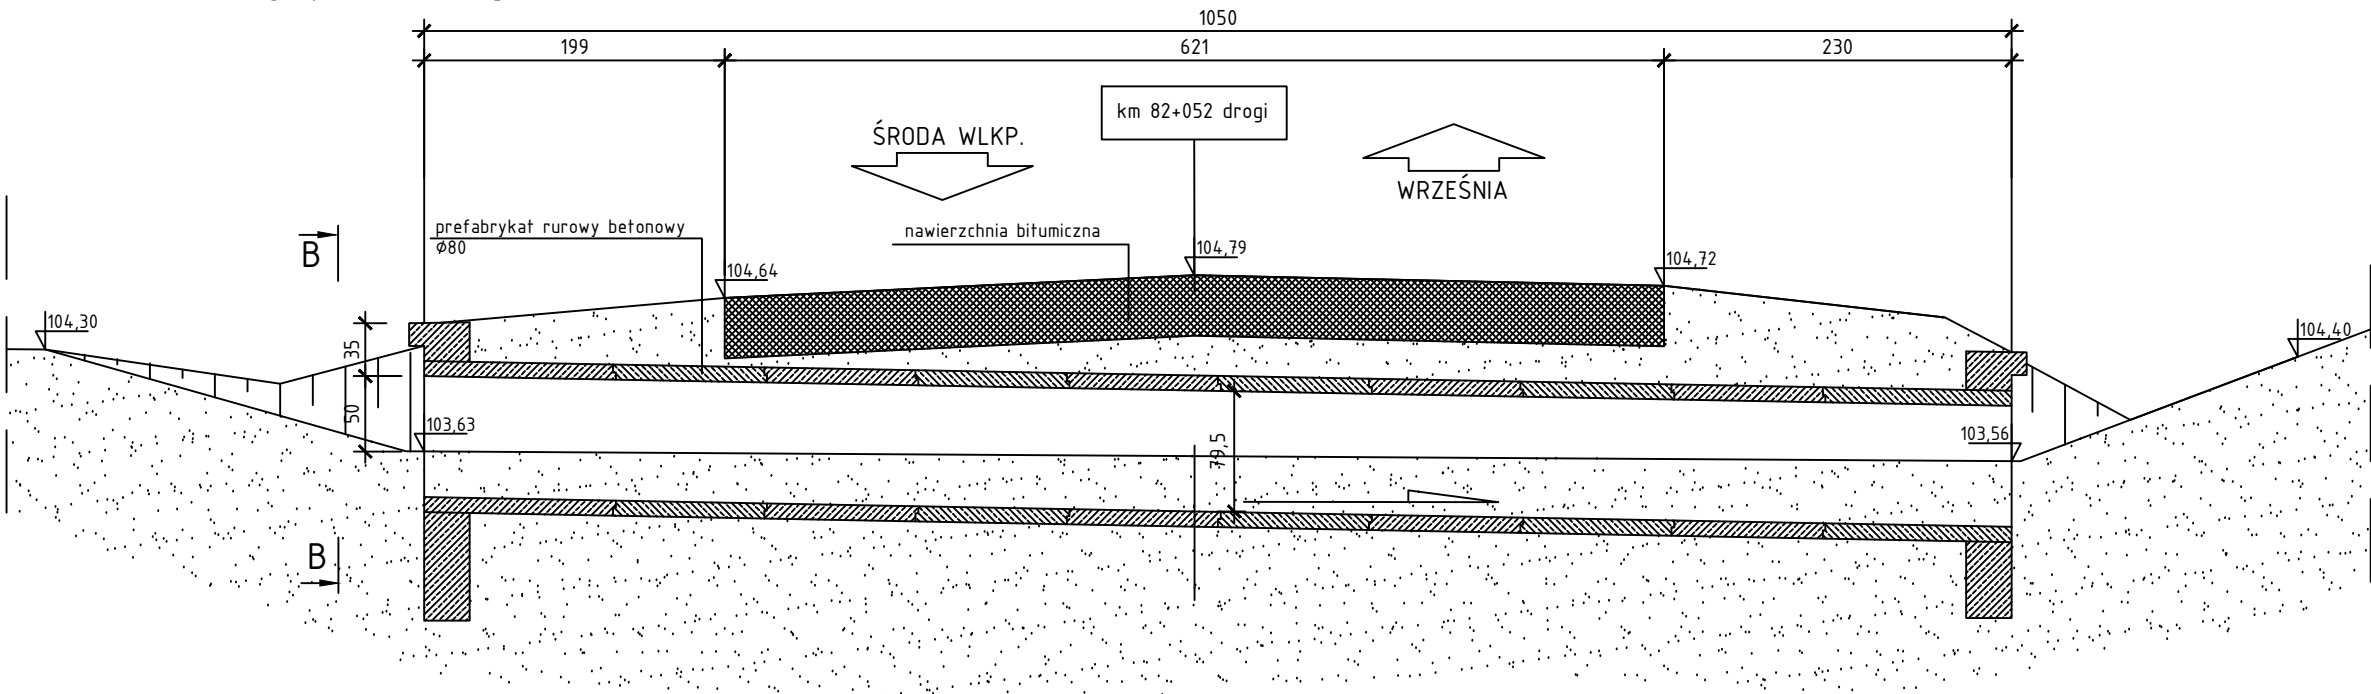 1050
199
621
230
km 82+052 drogi
ŚRODA WLKP.
WRZEŚNIA
prefabrykat rurowy betonowy
ø80
nawierzchnia bitumiczna
B
104,79
104,72
104,64
104,30
104,40
35
50
103,63
103,56
79,5
B